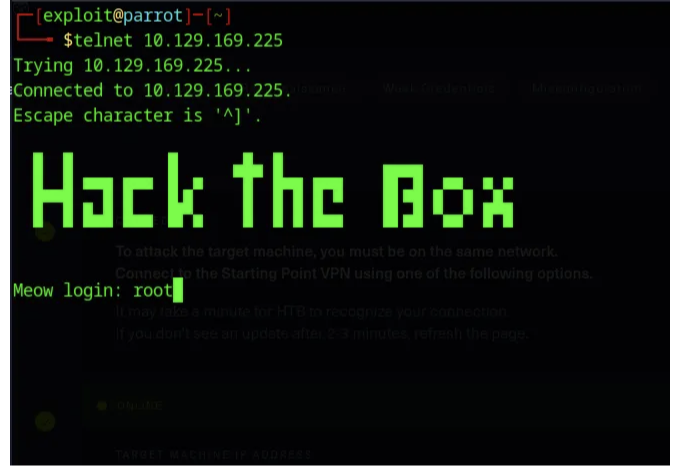 [exploit@parrot]-[~]
$telnet 10.129.169.225
Trying 10.129.169.225...
Connected to 10.129.169.225.
Escape character is '^]'.
Hack the Box
To attack the target machine, you must be on the same network.
Connect to the Starting Point VPN using one of the following options.
Meow login: root
It may take a minute for HTB to recognize your connection.
If you don't see an update after 2-3 minutes, refresh the page.
ONLINE
TARGET MACHINE IP ADDRESS